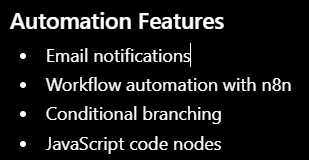 Automation Features
• Email notifications
• Workflow automation with n8n
• Conditional branching
• JavaScript code nodes